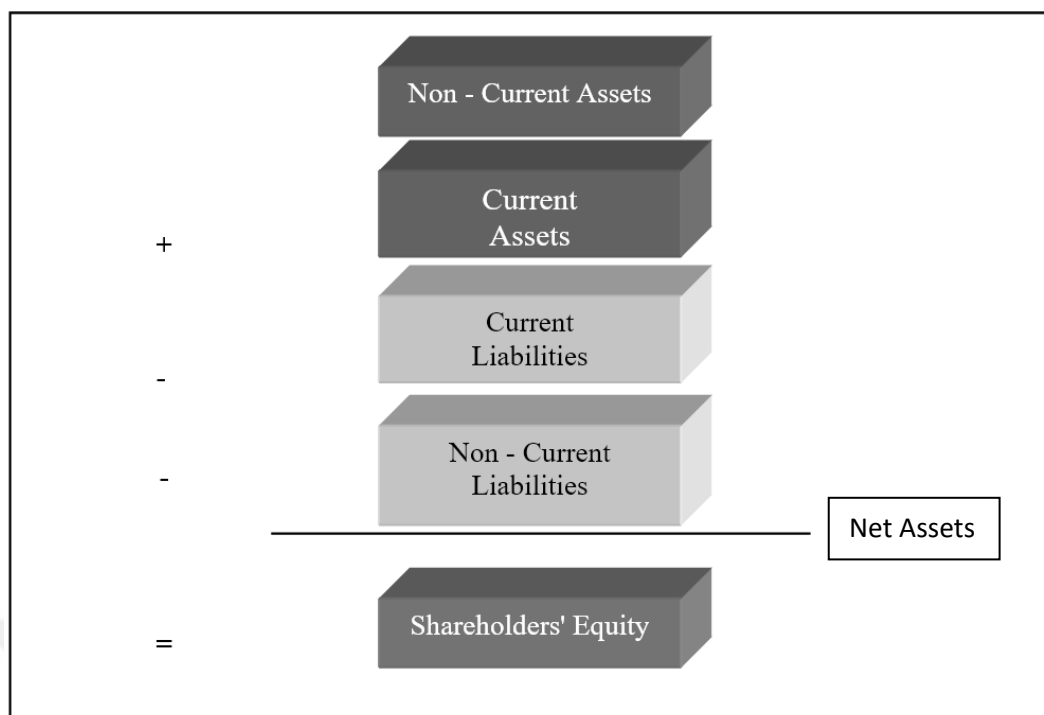 Non - Current Assets
+
Current
Assets
-
Current
Liabilities
-
Non - Current
Liabilities
Net Assets
=
Shareholders' Equity